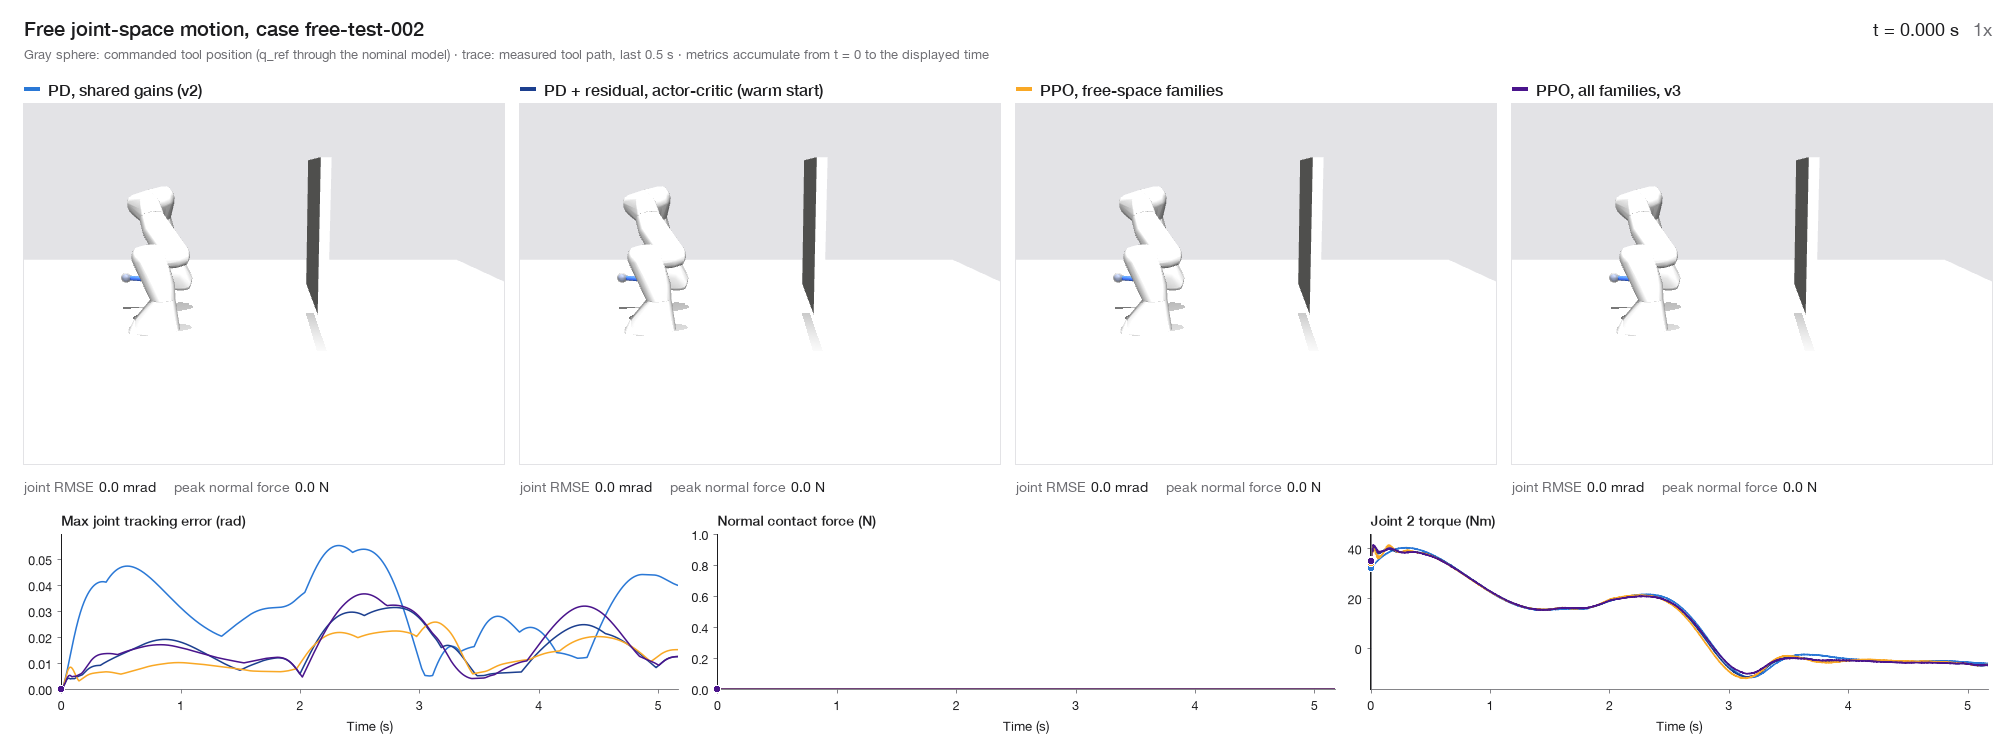 Free joint-space motion, case free-test-002
t = 0.000 s 1x
Gray sphere: commanded tool position (q_ref through the nominal model) · trace: measured tool path, last 0.5 s · metrics accumulate from t = 0 to the displayed time
PD, shared gains (v2)
PD + residual, actor-critic (warm start)
PPO, free-space families
PPO, all families, v3
joint RMSE 0.0 mrad peak normal force 0.0 N
joint RMSE 0.0 mrad peak normal force 0.0 N
joint RMSE 0.0 mrad peak normal force 0.0 N
joint RMSE 0.0 mrad peak normal force 0.0 N
Max joint tracking error (rad)
0.05
0.04
0.03
0.02
0.01
0.00
0 1 2 3 4 5
Time (s)
Normal contact force (N)
1.0
0.8
0.6
0.4
0.2
0.0
0 1 2 3 4 5
Time (s)
Joint 2 torque (Nm)
40
20
0
0 1 2 3 4 5
Time (s)